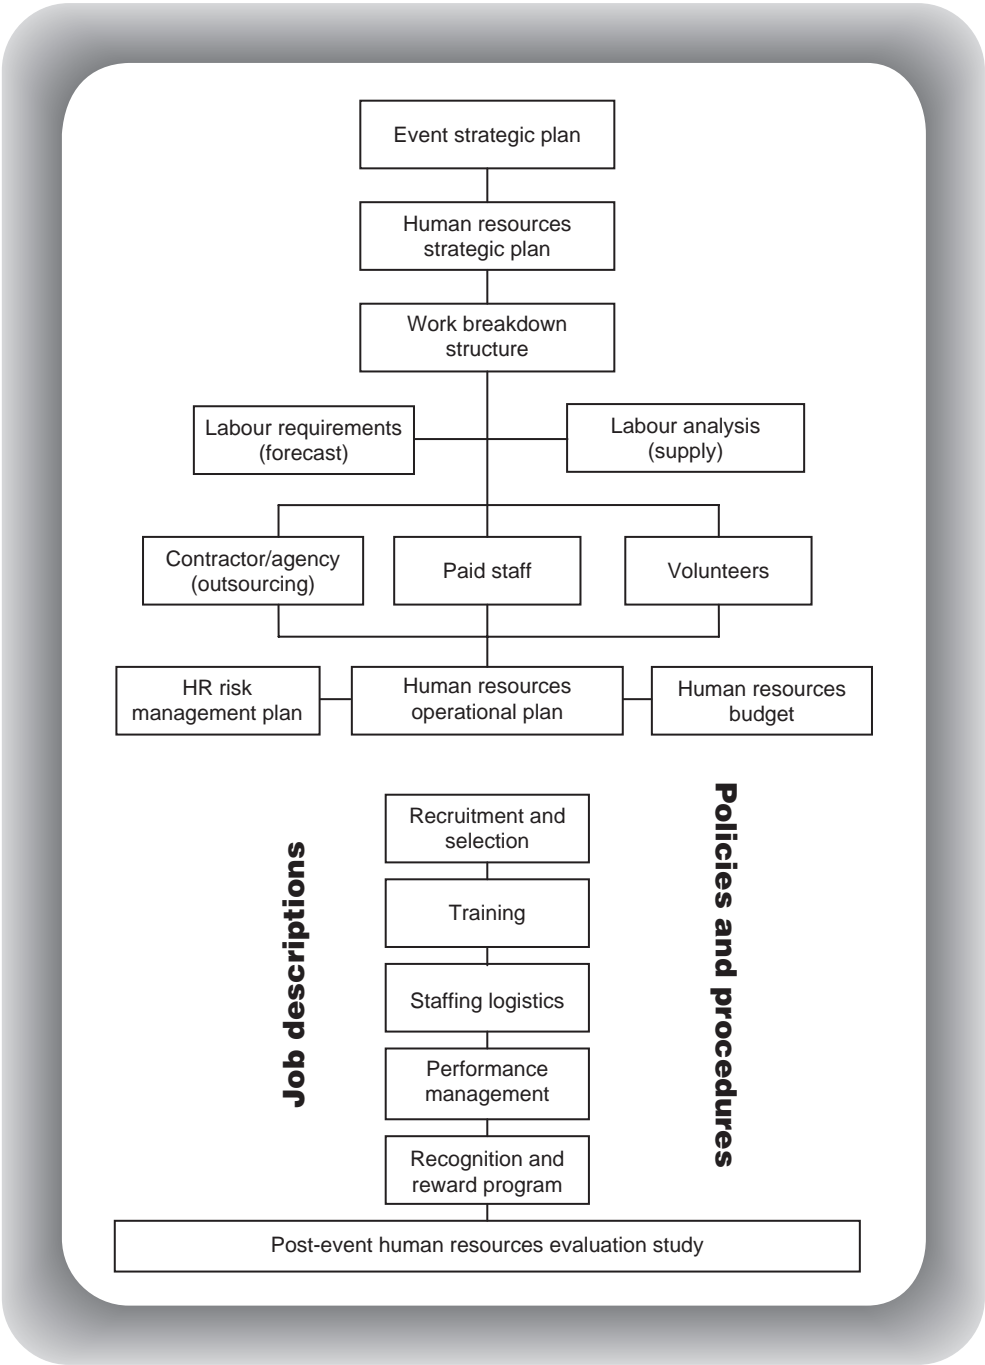 Event strategic plan
Human resources
strategic plan
Work breakdown
structure
Labour requirements
(forecast)
Labour analysis
(supply)
Contractor/agency
(outsourcing)
Paid staff
Volunteers
HR risk
management plan
Human resources
operational plan
Human resources
budget
Job descriptions
Recruitment and
selection
Training
Staffing logistics
Performance
management
Recognition and
reward program
Policies and procedures
Post-event human resources evaluation study